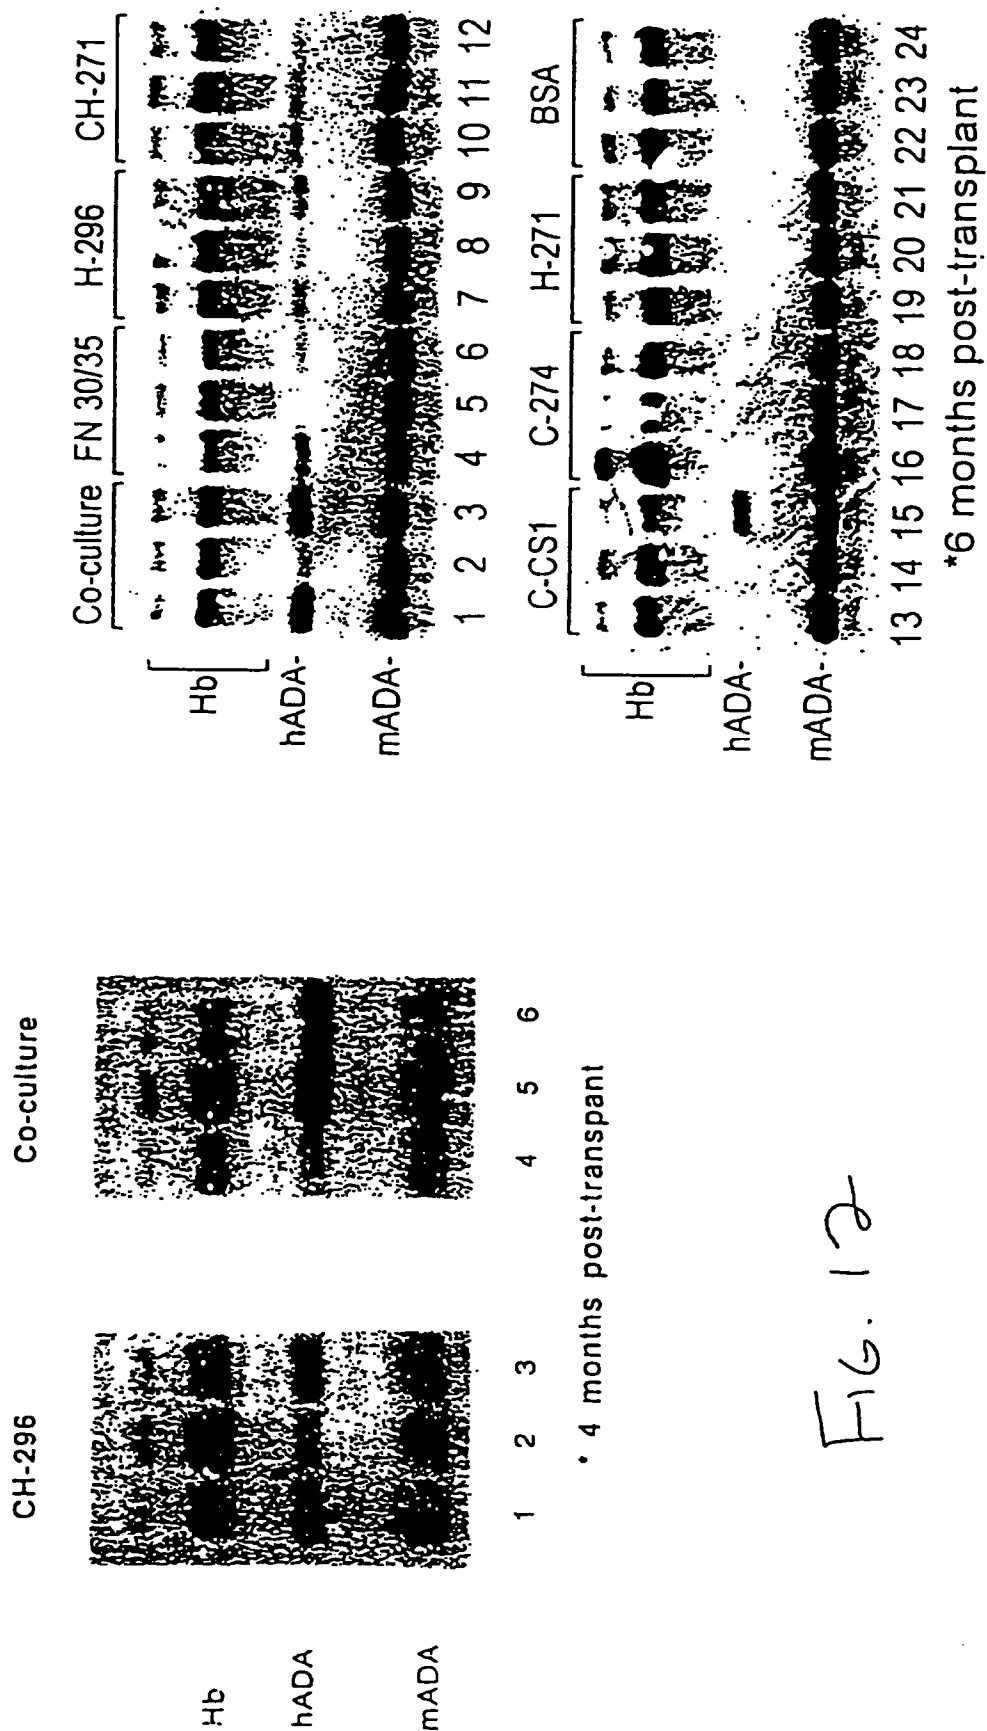 CH-296
Co-culture
Hb
hADA
mADA
1 2 3 4 5 6
* 4 months post-transpant
Co-culture FN 30/35 H-296 CH-271
Hb
hADA-
mADA-
1 2 3 4 5 6 7 8 9 10 11 12
C-CS1 C-274 H-271 BSA
Hb
hADA-
mADA-
13 14 15 16 17 18 19 20 21 22 23 24
*6 months post-transplant
FIG. 12